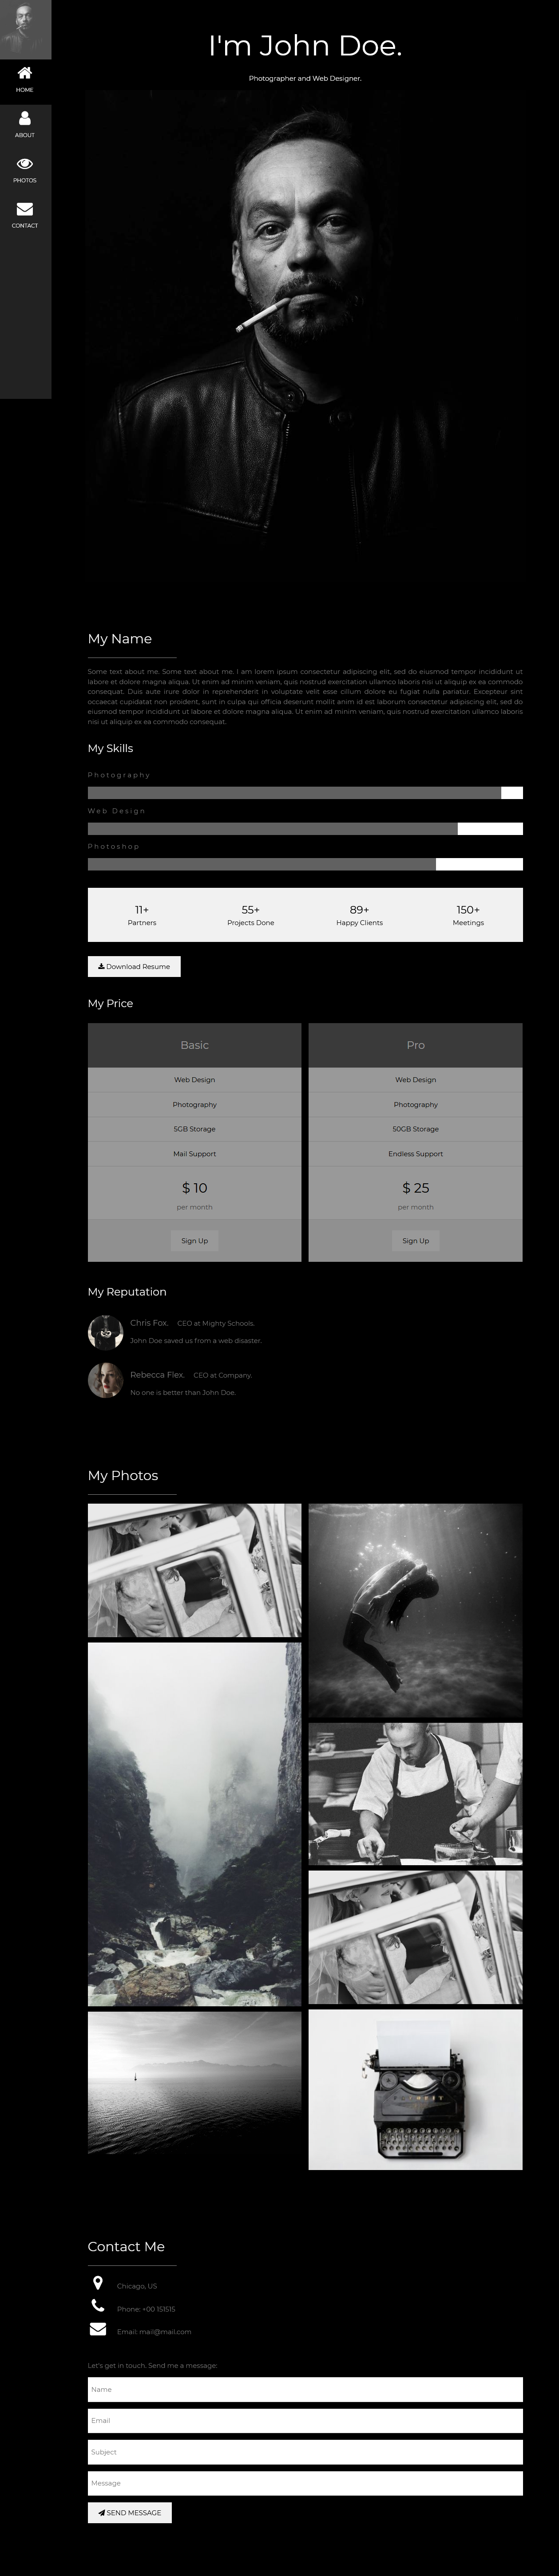 HOME
ABOUT
PHOTOS
CONTACT
I'm John Doe.
Photographer and Web Designer.
My Name
Some text about me. Some text about me. I am lorem ipsum consectetur adipiscing elit, sed do eiusmod tempor incididunt ut
labore et dolore magna aliqua. Ut enim ad minim veniam, quis nostrud exercitation ullamco laboris nisi ut aliquip ex ea commodo
consequat. Duis aute irure dolor in reprehenderit in voluptate velit esse cillum dolore eu fugiat nulla pariatur. Excepteur sint
occaecat cupidatat non proident, sunt in culpa qui officia deserunt mollit anim id est laborum consectetur adipiscing elit, sed do
eiusmod tempor incididunt ut labore et dolore magna aliqua. Ut enim ad minim veniam, quis nostrud exercitation ullamco laboris
nisi ut aliquip ex ea commodo consequat.
My Skills
Photography
Web Design
Photoshop
11+
Partners
55+
Projects Done
89+
Happy Clients
150+
Meetings
Download Resume
My Price
Basic
Web Design
Photography
5GB Storage
Mail Support
$ 10
per month
Sign Up
Pro
Web Design
Photography
50GB Storage
Endless Support
$ 25
per month
Sign Up
My Reputation
Chris Fox. CEO at Mighty Schools.
John Doe saved us from a web disaster.
Rebecca Flex. CEO at Company.
No one is better than John Doe.
My Photos
Contact Me
Chicago, US
Phone: +00 151515
Email: mail@mail.com
Let's get in touch. Send me a message:
Name
Email
Subject
Message
SEND MESSAGE